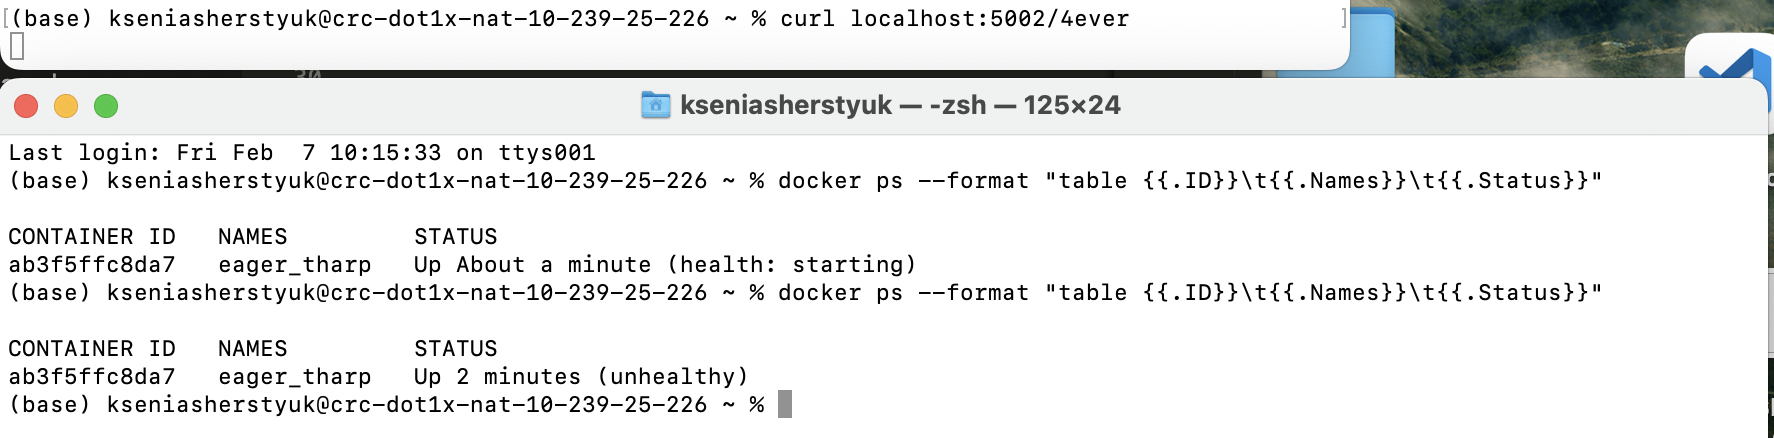 (base) kseniasherstyuk@crc-dot1x-nat-10-239-25-226 ~ % curl localhost:5002/4ever
30
kseniasherstyuk — -zsh — 125×24
Last login: Fri Feb  7 10:15:33 on ttys001
(base) kseniasherstyuk@crc-dot1x-nat-10-239-25-226 ~ % docker ps --format "table {{.ID}}\t{{.Names}}\t{{.Status}}"
CONTAINER ID   NAMES         STATUS
ab3f5ffc8da7   eager_tharp   Up About a minute (health: starting)
(base) kseniasherstyuk@crc-dot1x-nat-10-239-25-226 ~ % docker ps --format "table {{.ID}}\t{{.Names}}\t{{.Status}}"
CONTAINER ID   NAMES         STATUS
ab3f5ffc8da7   eager_tharp   Up 2 minutes (unhealthy)
(base) kseniasherstyuk@crc-dot1x-nat-10-239-25-226 ~ %